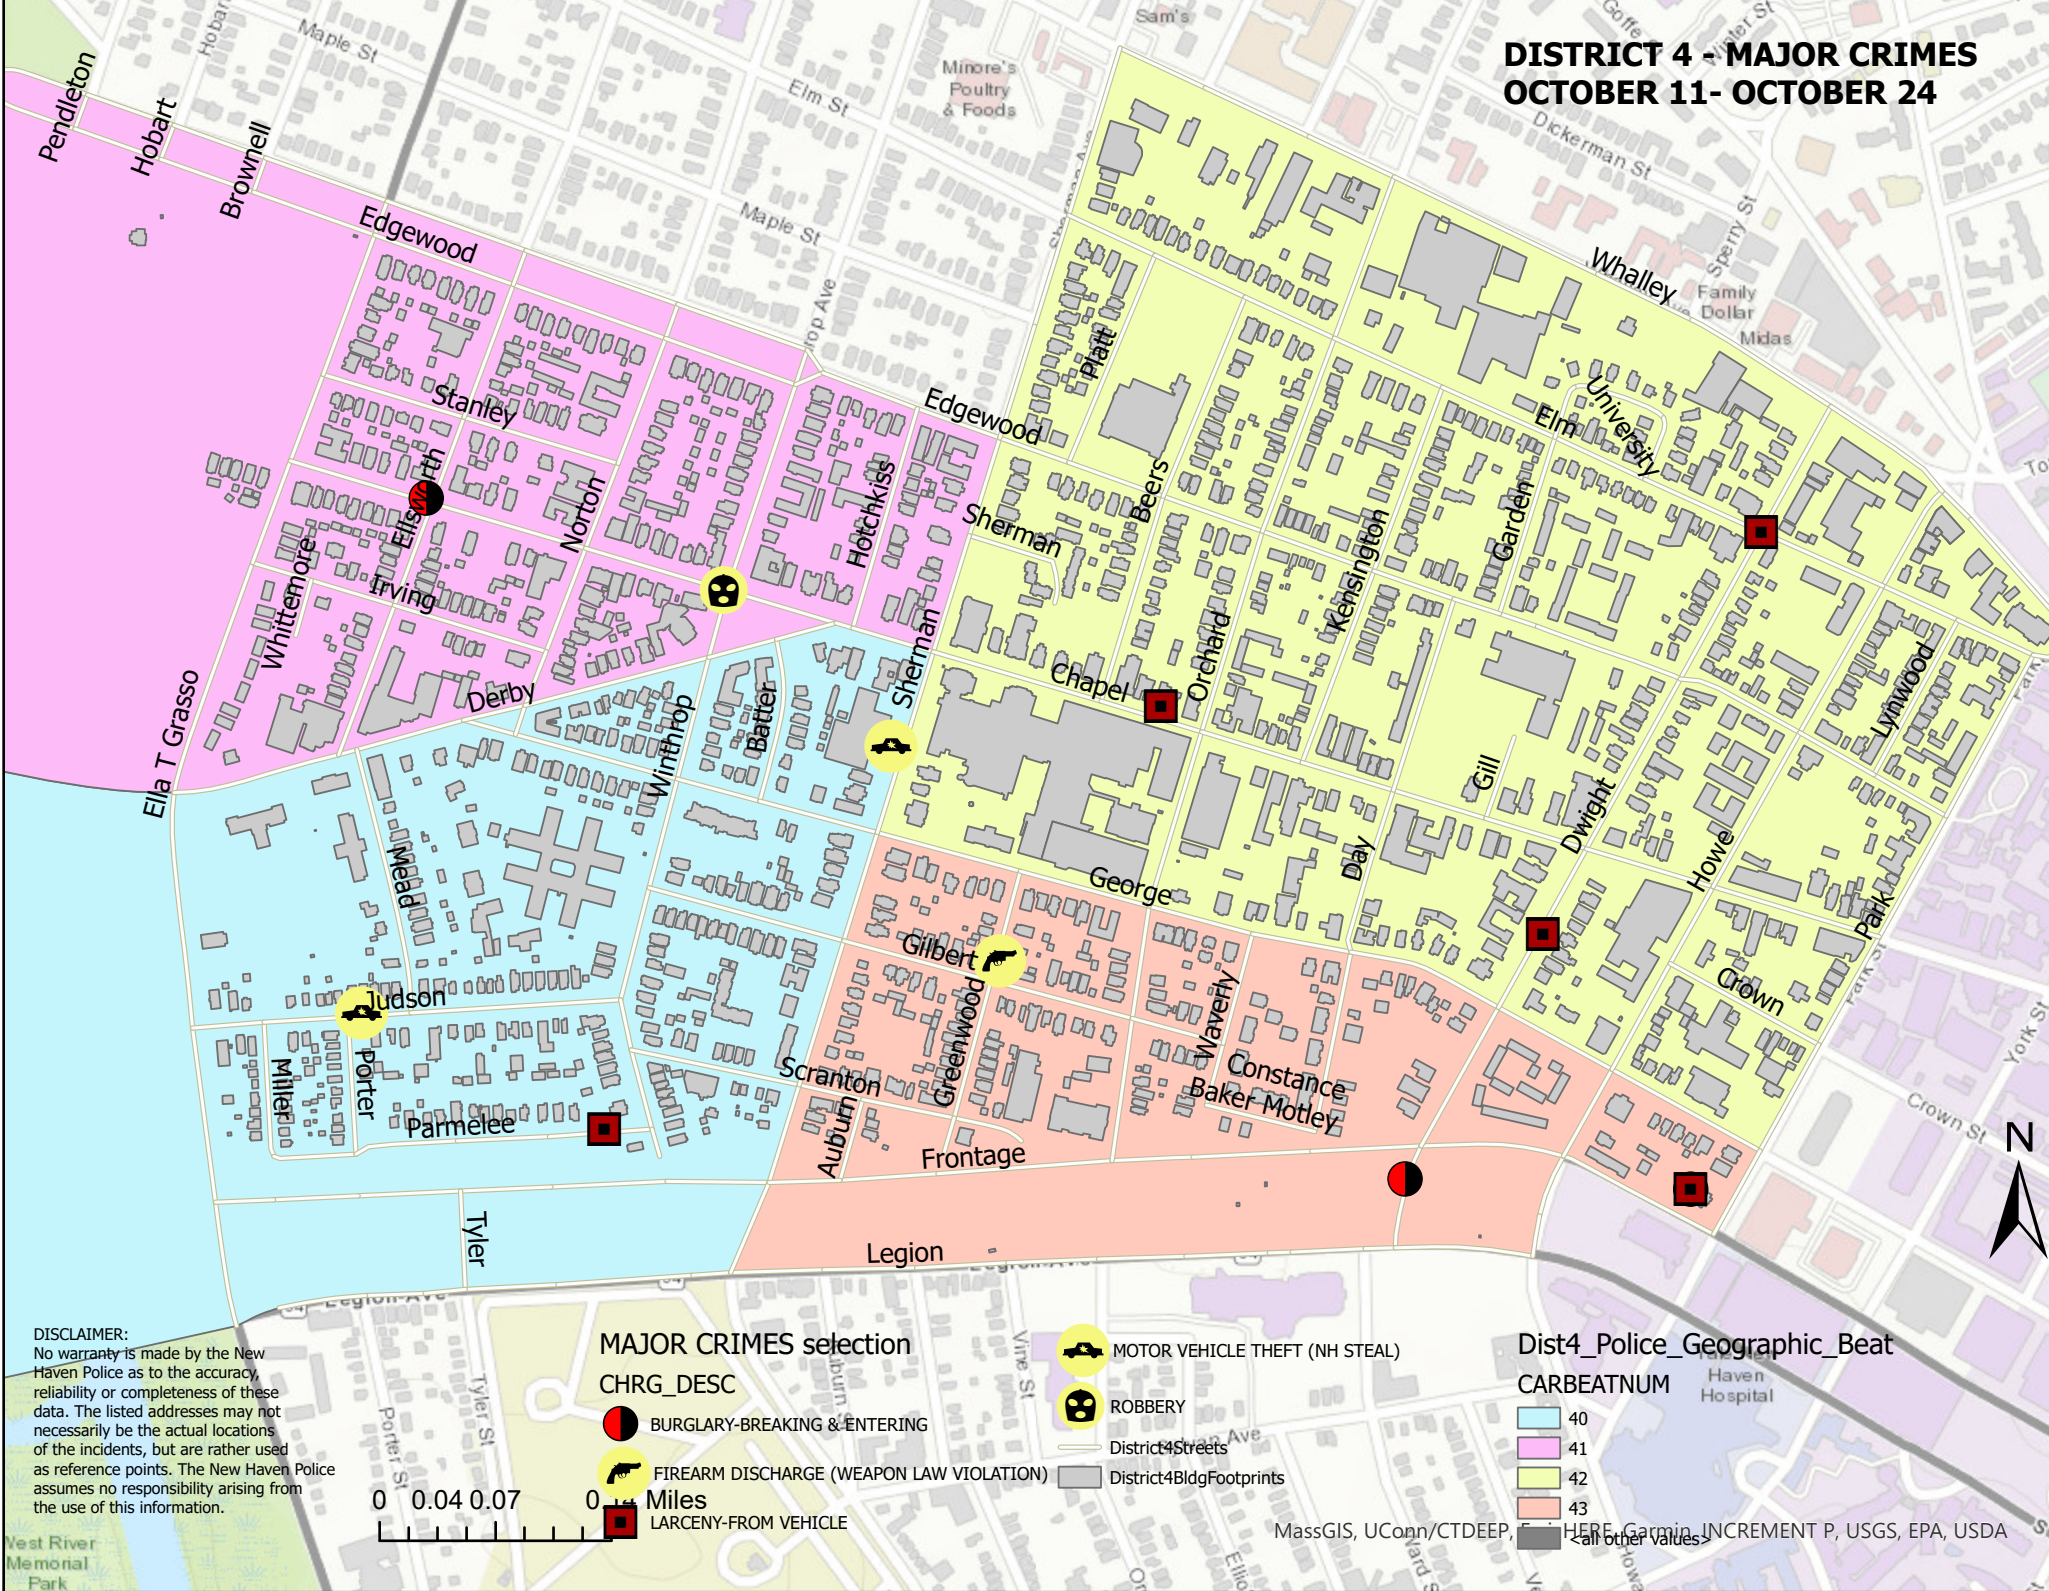 DISTRICT 4 - MAJOR CRIMES
OCTOBER 11- OCTOBER 24
Sam's
Winter St
Hobart
Maple St
Minore's
Poultry
& Foods
Elm St
Dickerman St
Pendleton
Hobart
Brownell
Edgewood
Maple St
Sperry St
Whalley
Family
Dollar
Midas
Platt
Stanley
Edgewood
Elm
University
Ellsworth
Norton
Hotchkiss
Sherman
Beers
Kensington
Garden
Whittemore
Irving
Sherman
Orchard
Lynwood
Ella T Grasso
Derby
Winthrop
Batter
Chapel
Gill
Dwight
Howe
Mead
George
Day
Park
Park St
Gilbert
Greenwood
Waverly
Crown
York St
Judson
Miller
Porter
Parmelee
Scranton
Auburn
Constance
Baker Motley
Crown St
Frontage
N
Tyler
Legion
Legion Ave
DISCLAIMER:
No warranty is made by the New
Haven Police as to the accuracy,
reliability or completeness of these
data. The listed addresses may not
necessarily be the actual locations
of the incidents, but are rather used
as reference points. The New Haven Police
assumes no responsibility arising from
the use of this information.
West River
Memorial
Park
Porter St
Tyler St
Vine St
0 0.04 0.07 0.14 Miles
MAJOR CRIMES selection
CHRG_DESC
BURGLARY-BREAKING & ENTERING
FIREARM DISCHARGE (WEAPON LAW VIOLATION)
LARCENY-FROM VEHICLE
MOTOR VEHICLE THEFT (NH STEAL)
ROBBERY
District4Streets
District4BldgFootprints
Dist4_Police_Geographic_Beat
CARBEATNUM
40
41
42
43
<all other values>
Haven
Hospital
MassGIS, UConn/CTDEEP, Esri, HERE, Garmin, INCREMENT P, USGS, EPA, USDA